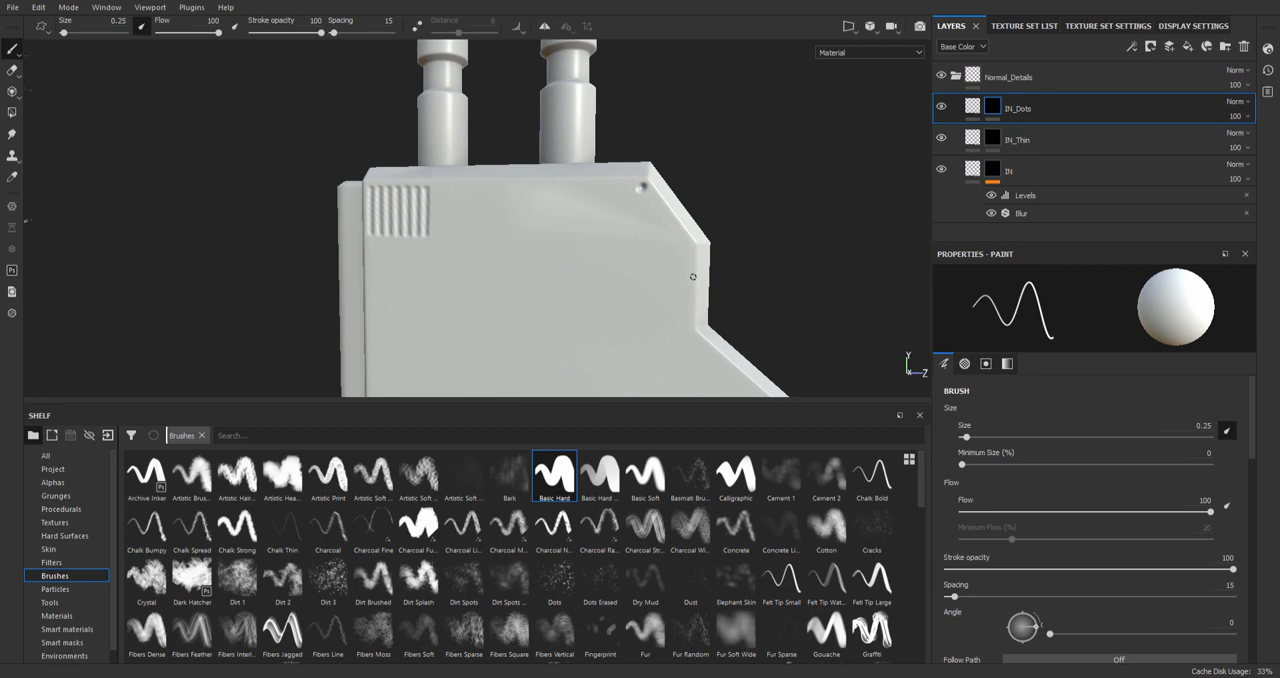 File Edit Mode Window Viewport Plugins Help
Size 0.25 Flow 100 Stroke opacity 100 Spacing 15 Distance 8
LAYERS TEXTURE SET LIST TEXTURE SET SETTINGS DISPLAY SETTINGS
Material
Base Color
Normal_Details Norm 100
IN_Dots Norm 100
IN_Thin Norm 100
IN Norm 100
Levels
Blur
Y
X Z
PROPERTIES - PAINT
BRUSH
Size
Size 0.25
Minimum Size (%) 0
Flow
Flow 100
Minimum Flow (%) 20
Stroke opacity 100
Spacing 15
Angle
0
Follow Path Off
SHELF
Brushes Search...
All
Project
Alphas
Grunges
Procedurals
Textures
Hard Surfaces
Skin
Filters
Brushes
Particles
Tools
Materials
Smart materials
Smart masks
Environments
Archive Inker Artistic Brus... Artistic Hair... Artistic Hea... Artistic Print Artistic Soft ... Artistic Soft ... Artistic Soft ... Bark Basic Hard Basic Hard ... Basic Soft Basmati Bru... Calligraphic Cement 1 Cement 2 Chalk Bold
Chalk Bumpy Chalk Spread Chalk Strong Chalk Thin Charcoal Charcoal Fine Charcoal Fu... Charcoal Li... Charcoal M... Charcoal N... Charcoal Ra... Charcoal Str... Charcoal Wi... Concrete Concrete Li... Cotton Cracks
Crystal Dark Hatcher Dirt 1 Dirt 2 Dirt 3 Dirt Brushed Dirt Splash Dirt Spots Dirt Spots ... Dots Dots Erased Dry Mud Dust Elephant Skin Felt Tip Small Felt Tip Wat... Felt Tip Large
Fibers Dense Fibers Feather Fibers Interl... Fibers Jagged Fibers Line Fibers Moss Fibers Soft Fibers Sparse Fibers Square Fibers Vertical Fingerprint Fur Fur Random Fur Soft Wide Fur Sparse Gouache Graffiti
Cache Disk Usage: 33%